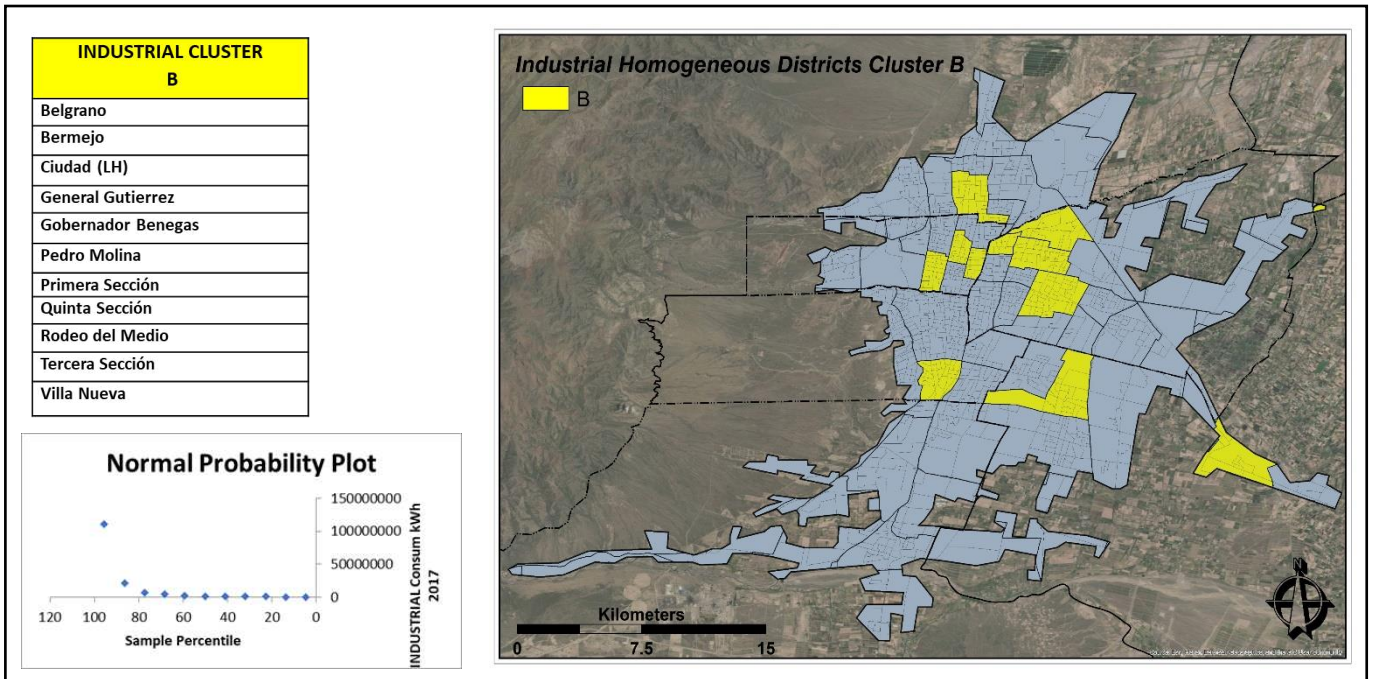 INDUSTRIAL CLUSTER
B
Belgrano
Bermejo
Ciudad (LH)
General Gutierrez
Gobernador Benegas
Pedro Molina
Primera Sección
Quinta Sección
Rodeo del Medio
Tercera Sección
Villa Nueva
Normal Probability Plot
150000000
100000000
50000000
0
INDUSTRIAL Consum kWh
2017
120 100 80 60 40 20 0
Sample Percentile
Industrial Homogeneous Districts Cluster B
B
N
Kilometers
0 7.5 15